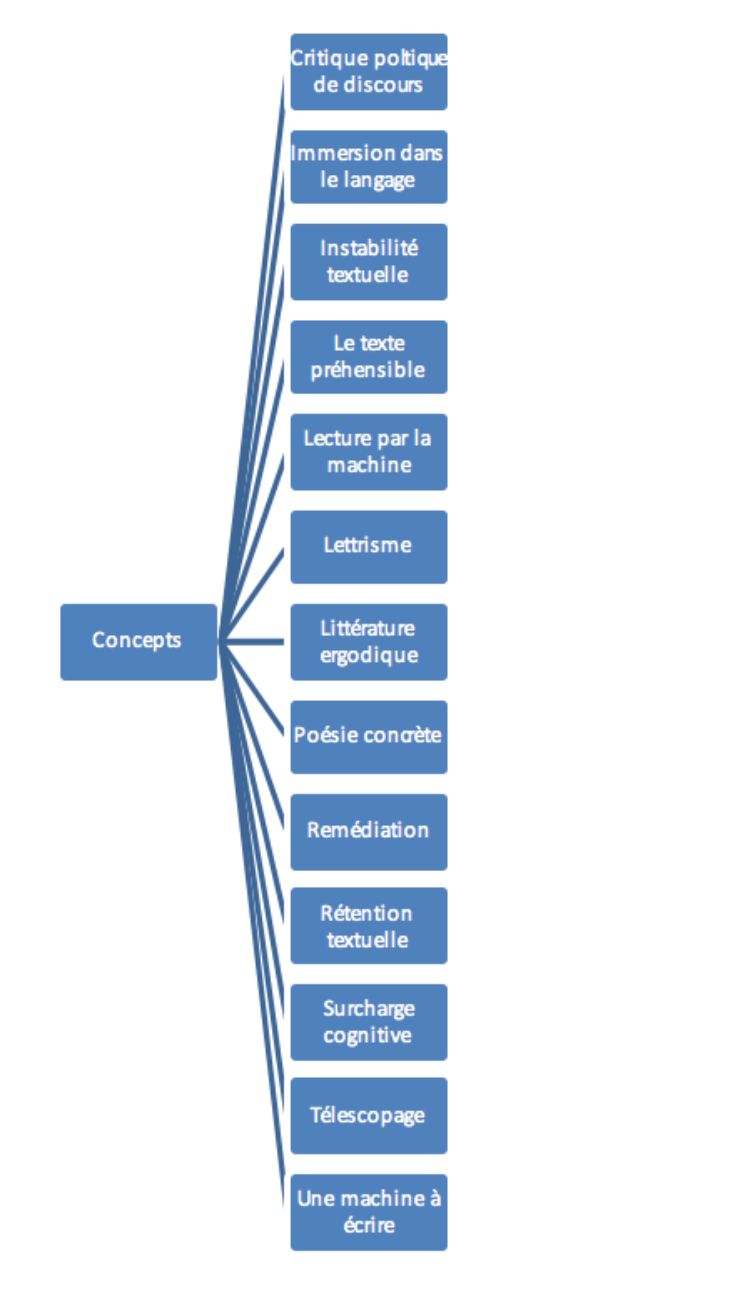 Critique poltique
de discours
Immersion dans
le langage
Instabilité
textuelle
Le texte
préhensible
Lecture par la
machine
Lettrisme
Concepts
Littérature
ergodique
Poésie concrète
Remédiation
Rétention
textuelle
Surcharge
cognitive
Télescopage
Une machine à
écrire